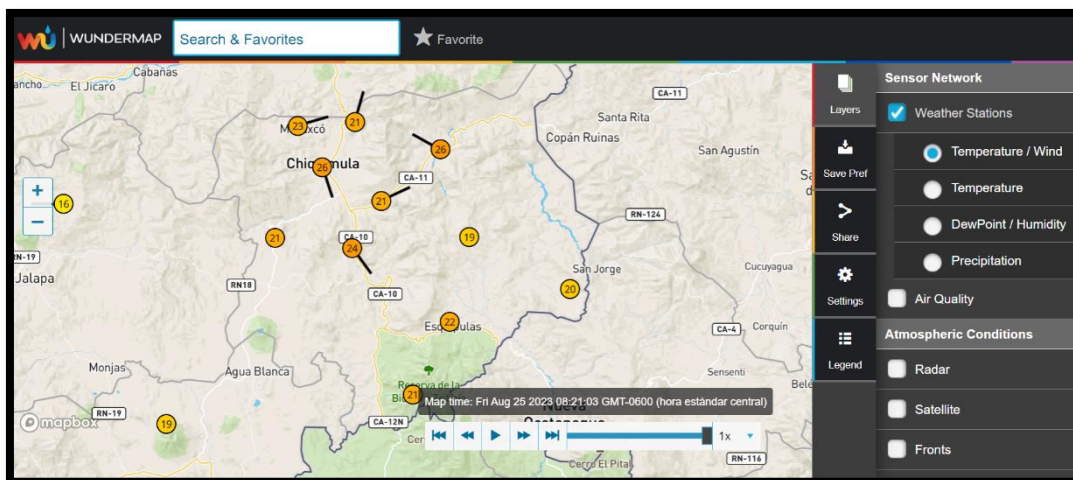 WU WUNDERMAP Search & Favorites Favorite
Cabañas
ancho
El Jícaro
CA-11
Santa Rita
Copán Ruinas
San Agustín
23
21
26
Chiquimula
26
CA-11
21
+
16
−
RN-124
21
CA-10
24
19
RN-19
Jalapa
RN18
CA-10
San Jorge
20
Cucuyagua
Esquipulas
22
CA-4
Corquín
Monjas
Agua Blanca
Sensenti
21
Map time: Fri Aug 25 2023 08:21:03 GMT-0600 (hora estándar central)
mapbox
RN-19
19
CA-12N
1x
Cerro El Pital
RN-116
Layers
Save Pref
Share
Settings
Legend
Sensor Network
Weather Stations
Temperature / Wind
Temperature
DewPoint / Humidity
Precipitation
Air Quality
Atmospheric Conditions
Radar
Satellite
Fronts